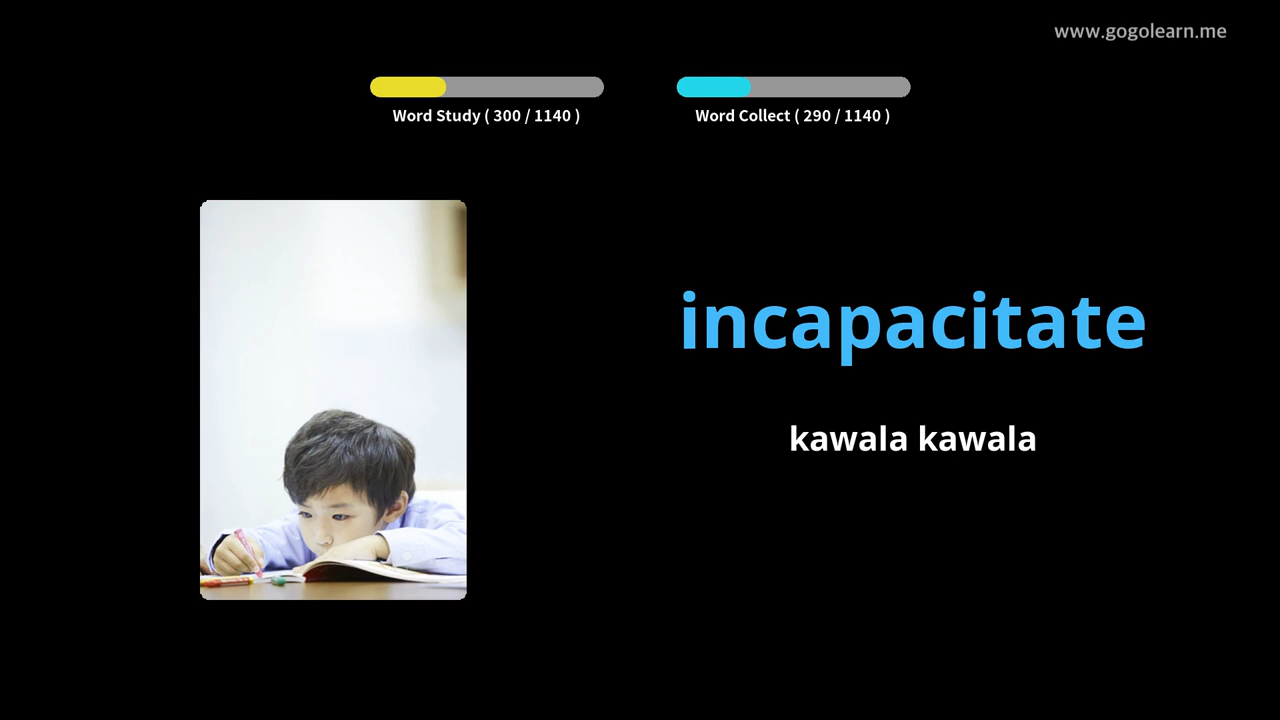 www.gogolearn.me
Word Study ( 300 / 1140 )
Word Collect ( 290 / 1140 )
incapacitate
kawala kawala